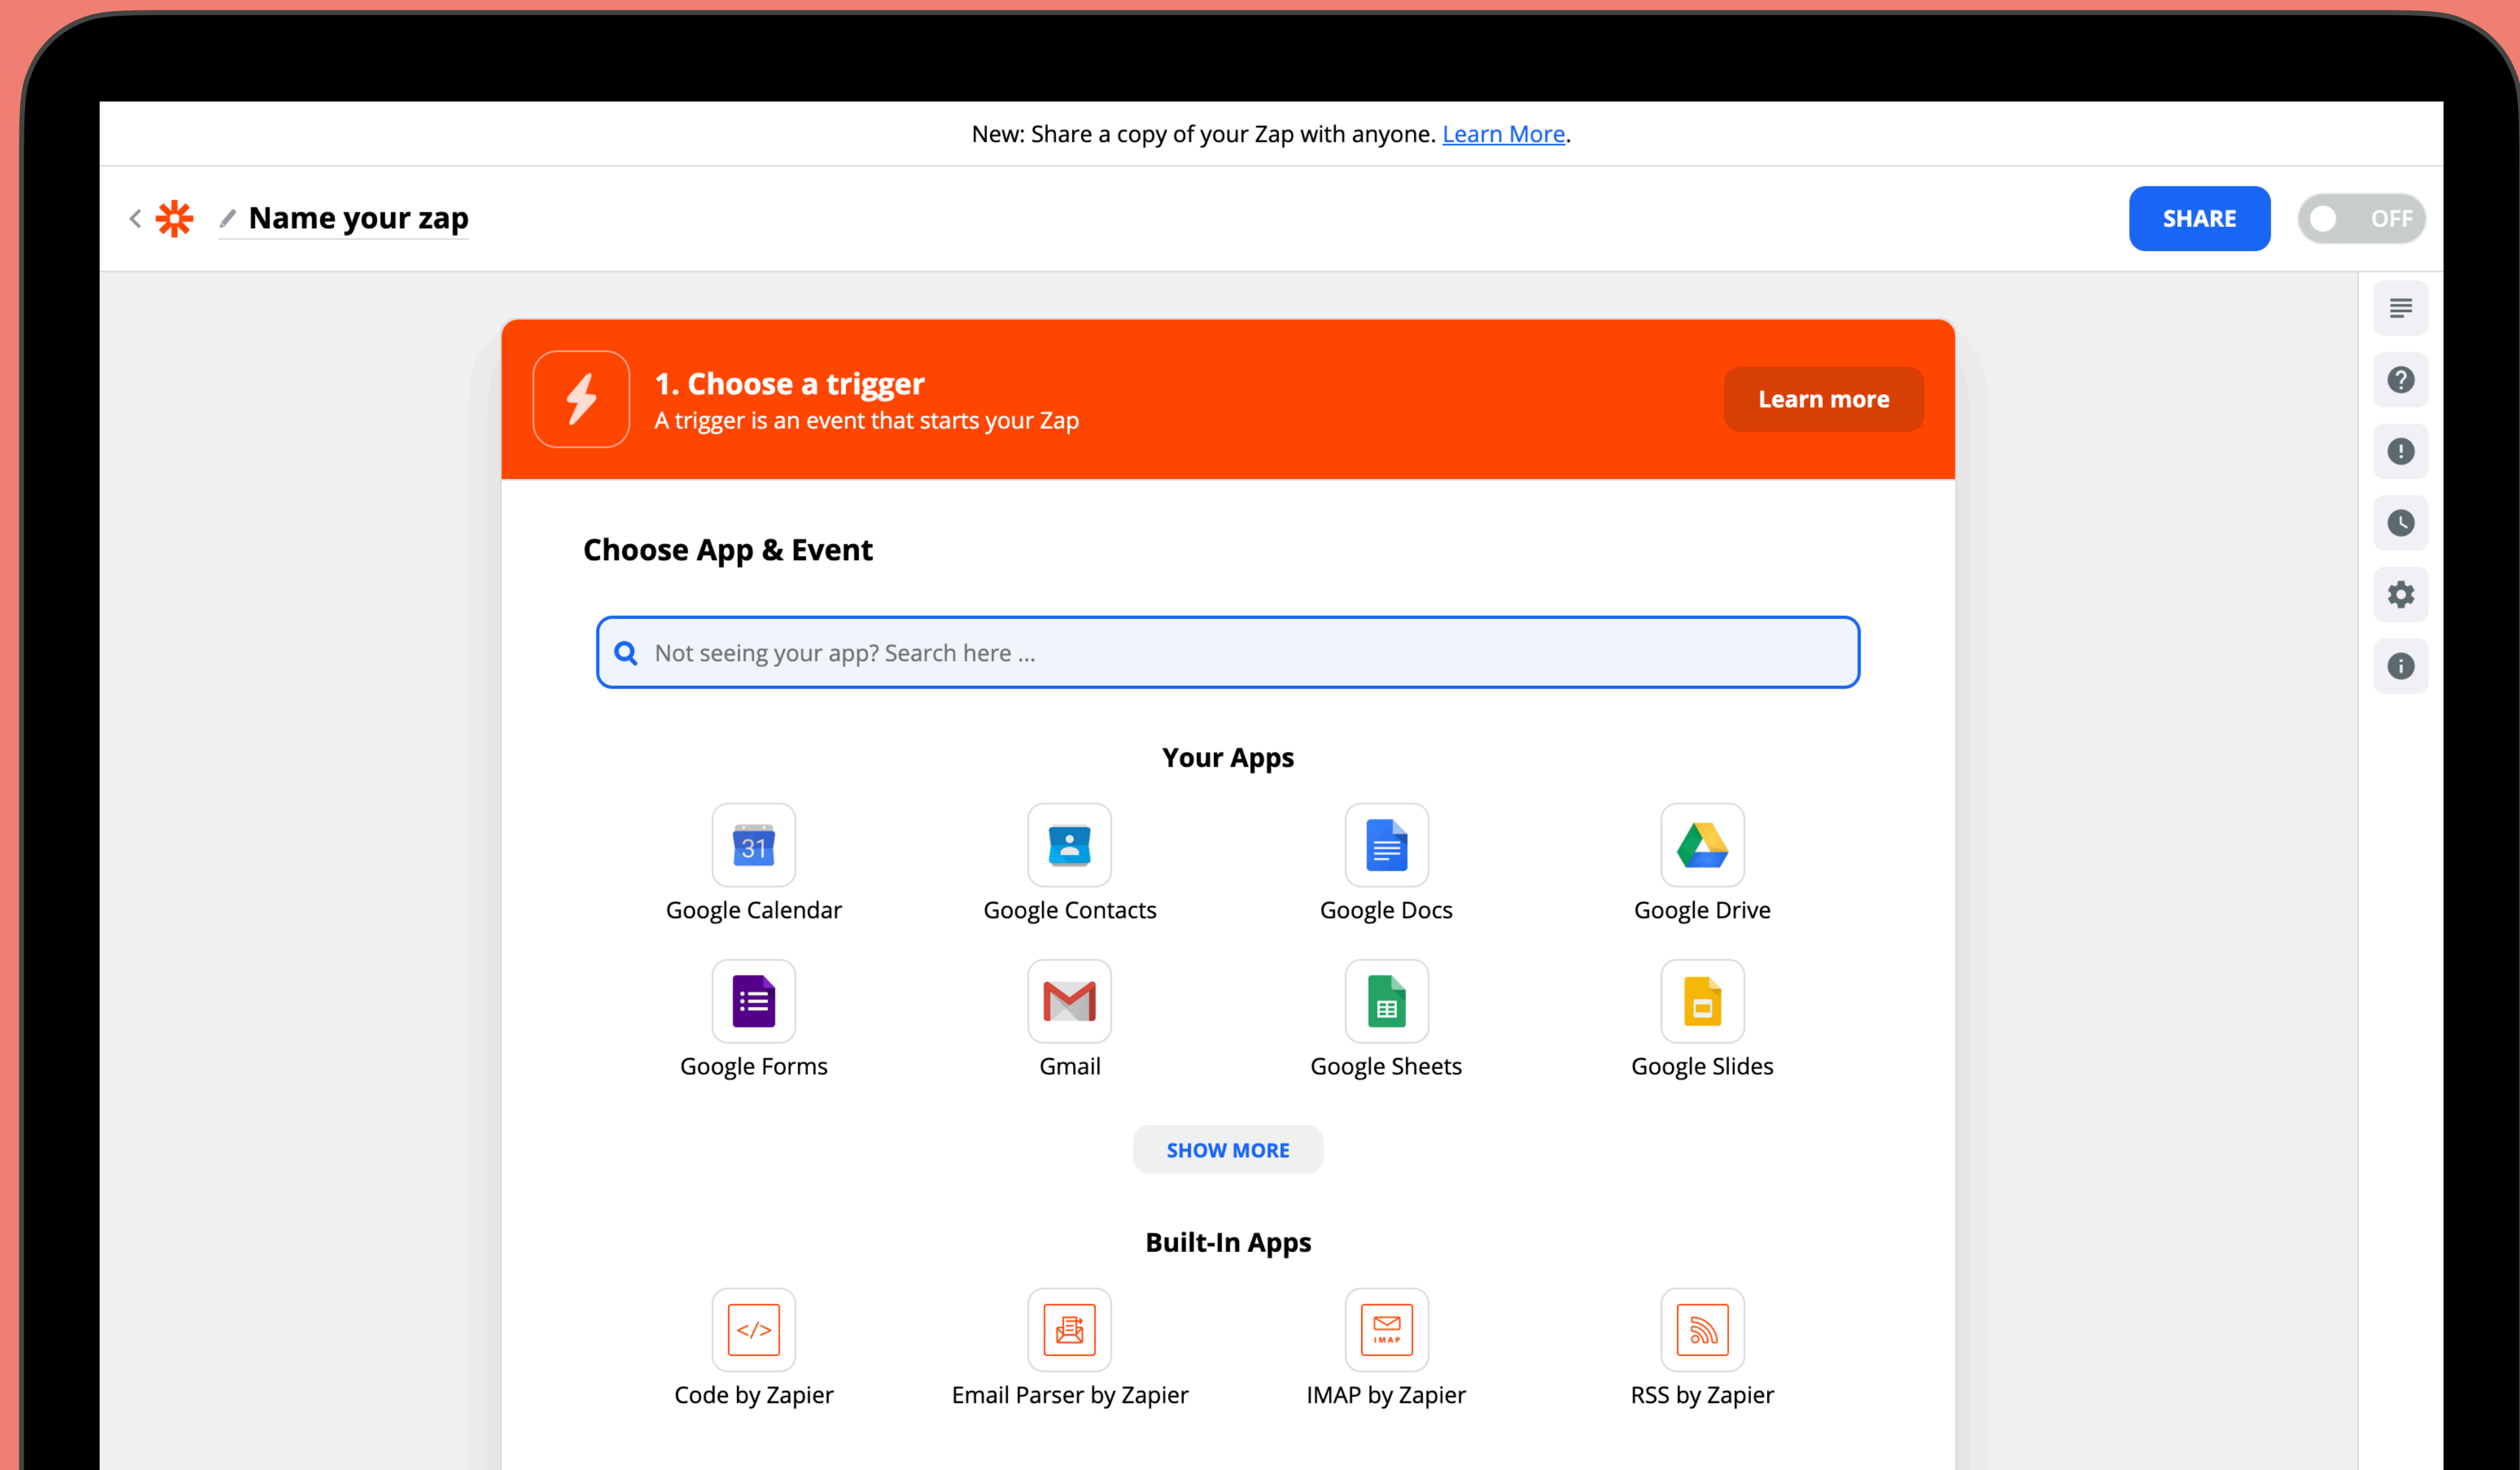 New: Share a copy of your Zap with anyone. Learn More.
Name your zap
SHARE
OFF
1. Choose a trigger
A trigger is an event that starts your Zap
Learn more
Choose App & Event
Not seeing your app? Search here ...
Your Apps
31
Google Calendar
Google Contacts
Google Docs
Google Drive
Google Forms
Gmail
Google Sheets
Google Slides
SHOW MORE
Built-In Apps
</>
IMAP
Code by Zapier
Email Parser by Zapier
IMAP by Zapier
RSS by Zapier